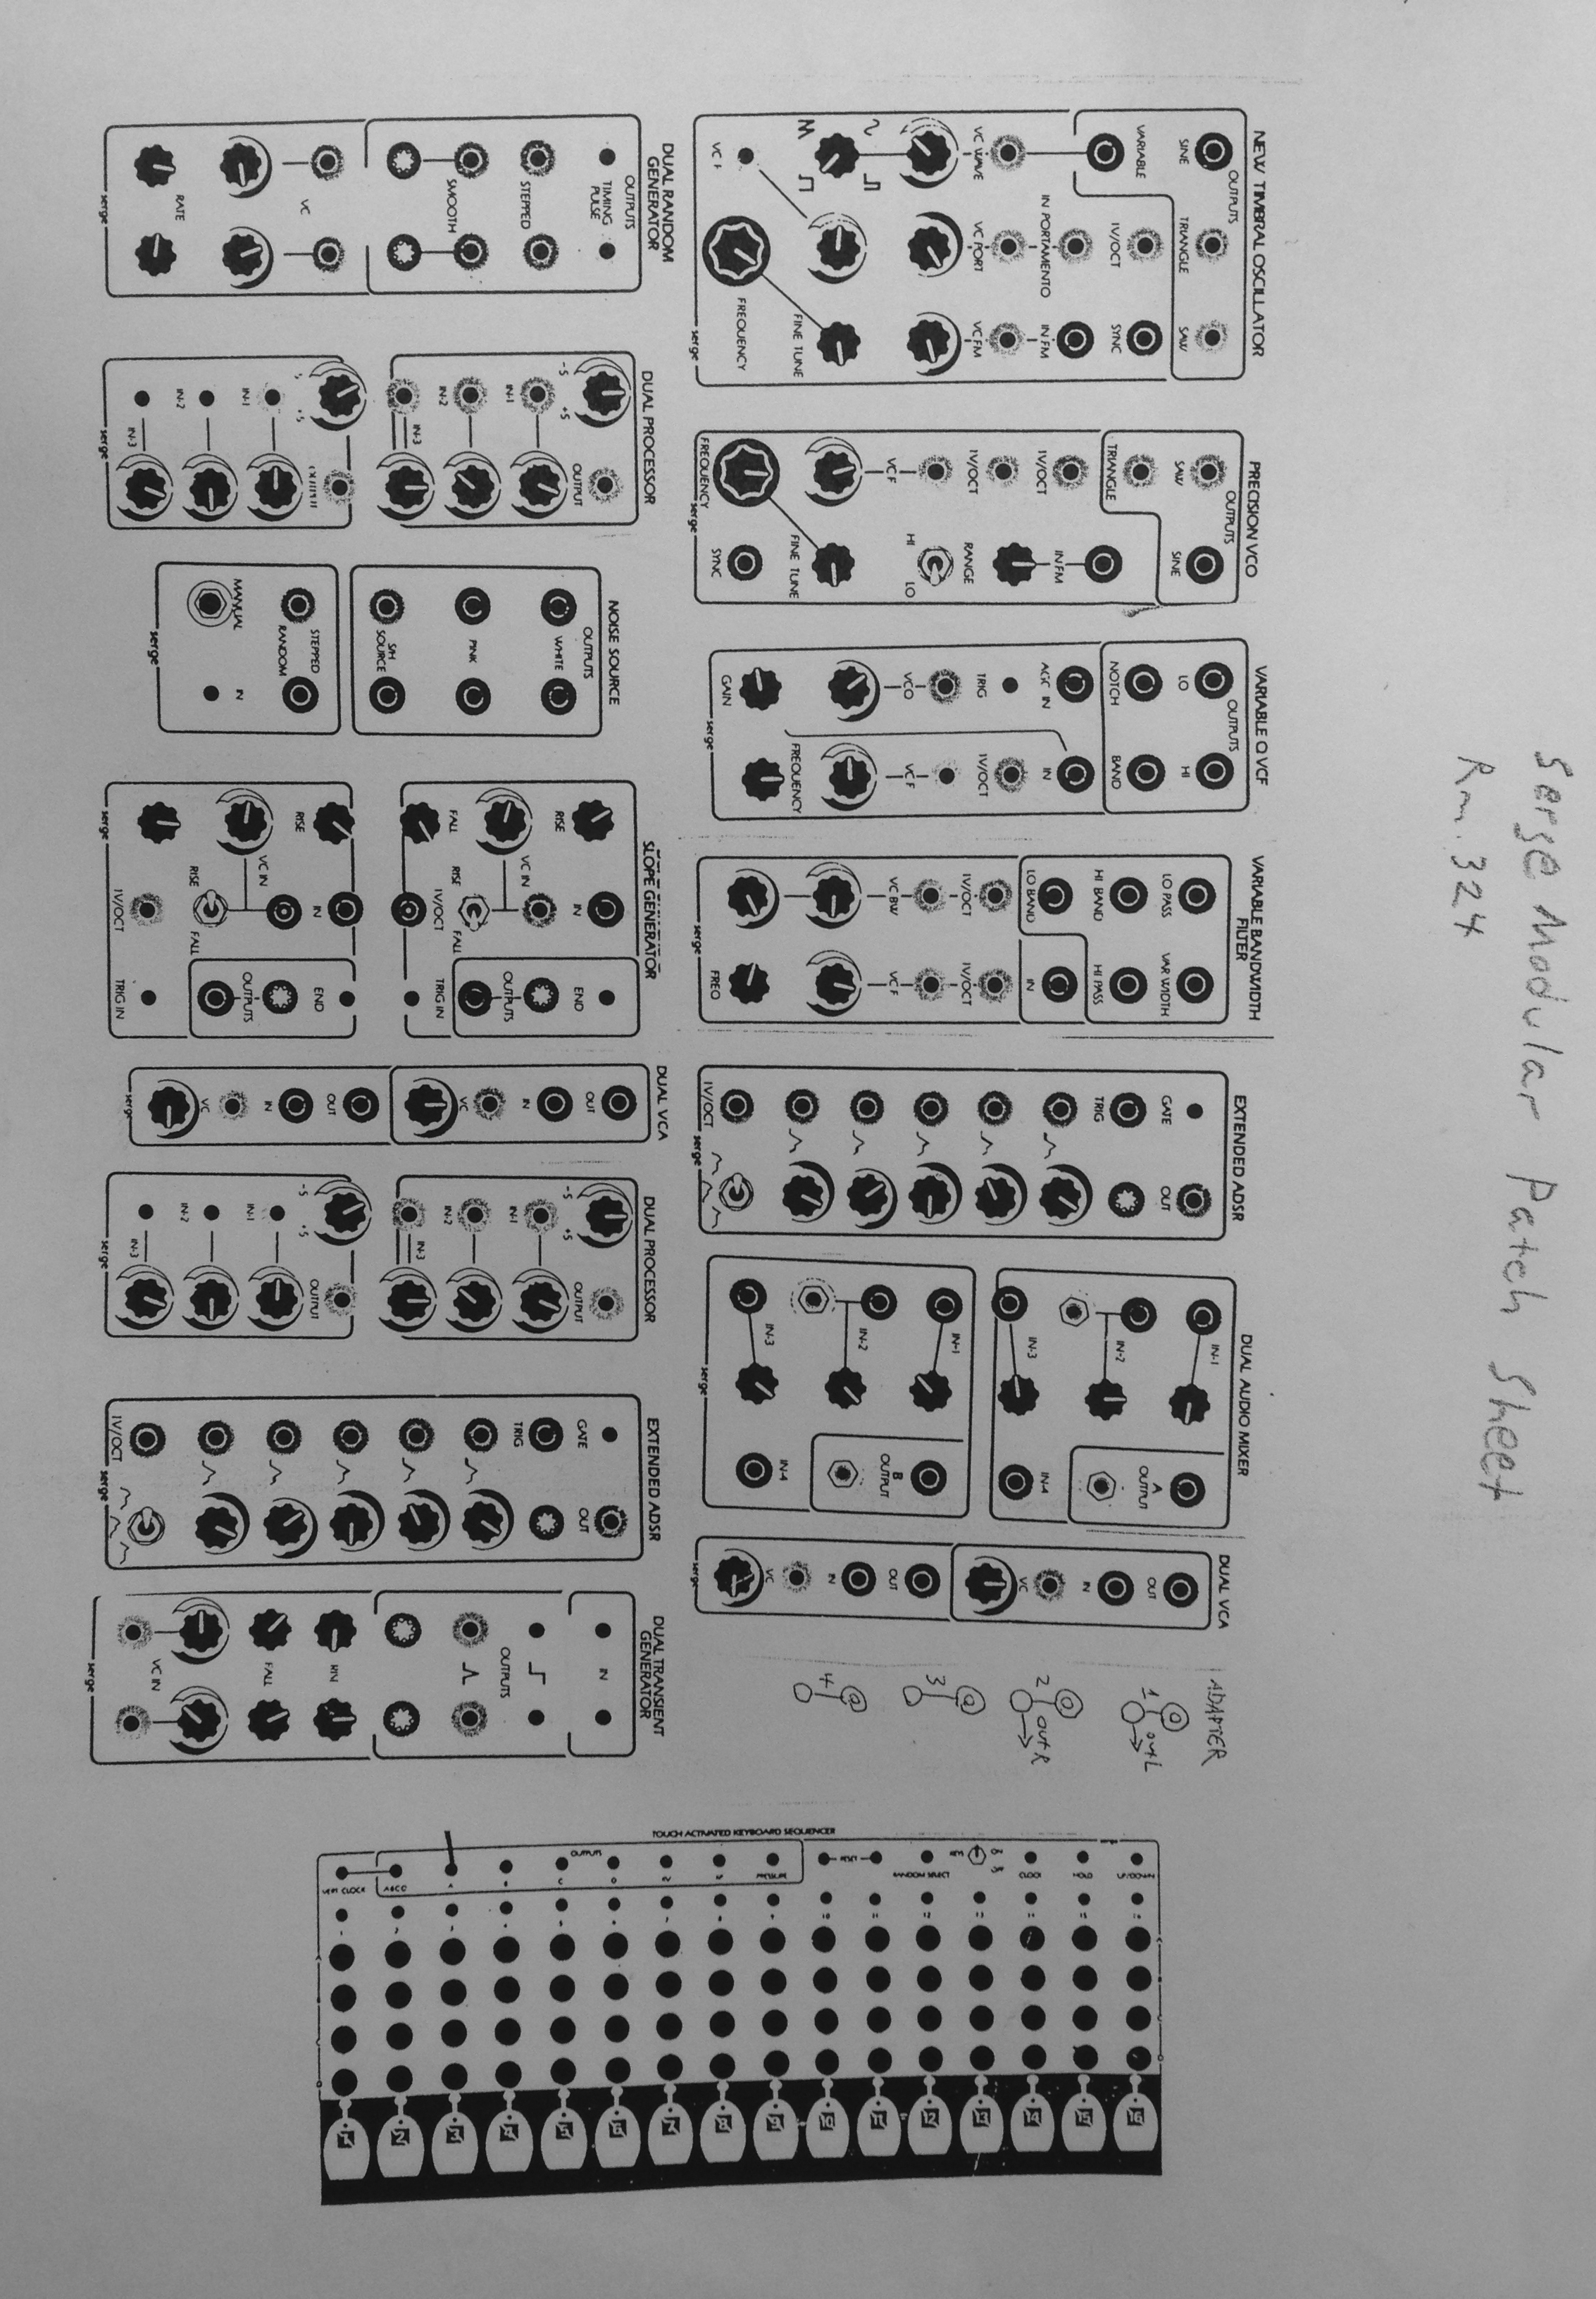 Serge Modular Patch Sheet
Rm. 324
NEW TIMBRAL OSCILLATOR
OUTPUTS
SINE
TRIANGLE
SAW
VARIABLE
1V/OCT
SYNC
VC WAVE
IN PORTAMENTO
VC PORT
IN FM
VC FM
VC F
FINE TUNE
FREQUENCY
serge
PRECISION VCO
OUTPUTS
SAW
SINE
TRIANGLE
1V/OCT
1V/OCT
IN FM
VCF
RANGE
HI
LO
FINE TUNE
FREQUENCY
SYNC
serge
VARIABLE Q VCF
OUTPUTS
LO
HI
NOTCH
BAND
AGC IN
IN
TRIG
1V/OCT
VCQ
VCF
GAIN
FREQUENCY
serge
VARIABLE BANDWIDTH
FILTER
LO PASS
VAR WIDTH
HI BAND
HI PASS
LO BAND
IN
1V/OCT
1V/OCT
VC BW
VCF
FREQ
serge
EXTENDED ADSR
GATE
OUT
TRIG
1V/OCT
serge
DUAL AUDIO MIXER
IN-1
IN-2
IN-3
IN-4
A
OUTPUT
IN-1
IN-2
IN-3
IN-4
B
OUTPUT
serge
DUAL VCA
OUT
IN
VC
OUT
IN
VC
serge
ADAPTER
1
out L
2
out R
3
4
DUAL RANDOM
GENERATOR
OUTPUTS
TIMING
PULSE
STEPPED
SMOOTH
VC
RATE
serge
DUAL PROCESSOR
-5
+5
OUTPUT
IN-1
IN-2
IN-3
+5
OUTPUT
IN-1
IN-2
IN-3
serge
NOISE SOURCE
OUTPUTS
WHITE
PINK
S/H
SOURCE
STEPPED
RANDOM
MANUAL
IN
serge
SLOPE GENERATOR
RISE
IN
END
VC IN
OUTPUTS
RISE
FALL
FALL
1V/OCT
TRIG IN
RISE
IN
END
VC IN
OUTPUTS
RISE
FALL
1V/OCT
TRIG IN
serge
DUAL VCA
OUT
IN
VC
OUT
IN
VC
serge
DUAL PROCESSOR
-5
+5
OUTPUT
IN-1
IN-2
IN-3
-5
+5
OUTPUT
IN-1
IN-2
IN-3
serge
EXTENDED ADSR
GATE
OUT
TRIG
1V/OCT
serge
DUAL TRANSIENT
GENERATOR
IN
OUTPUTS
FALL
VC IN
serge
TOUCH ACTIVATED KEYBOARD SEQUENCER
OUTPUTS
VERT CLOCK
ABCD
A
B
C
D
PRESSURE
RESET
RANDOM SELECT
KEYS
ON
OFF
CLOCK
HOLD
UP/DOWN
1 2 3 4 5 6 7 8 9 10 11 12 13 14 15 16